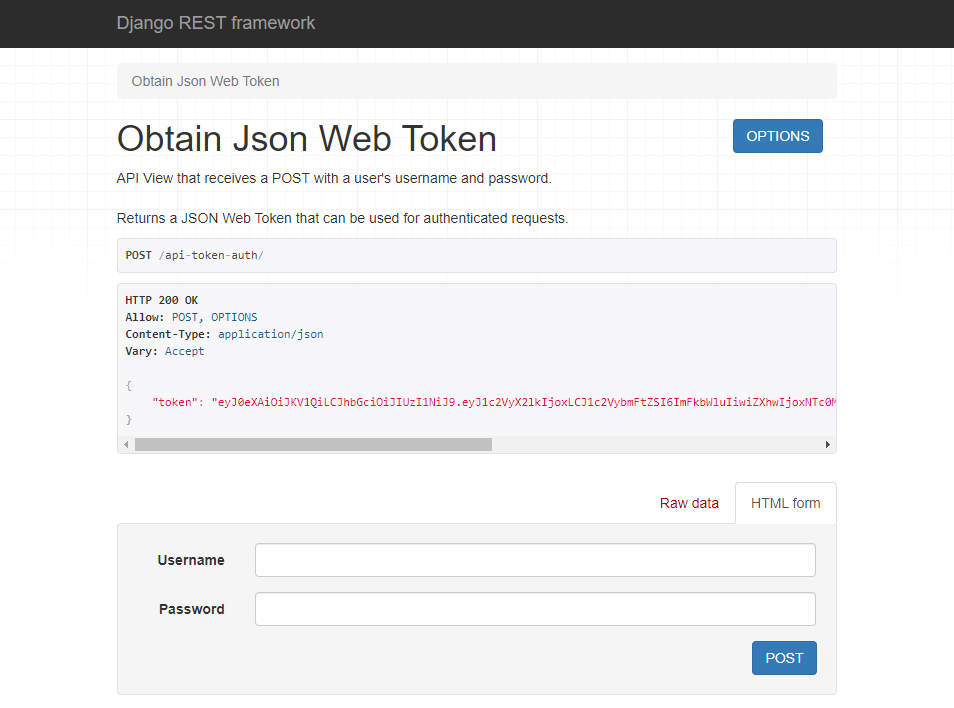 Django REST framework
Obtain Json Web Token
Obtain Json Web Token
OPTIONS
API View that receives a POST with a user's username and password.
Returns a JSON Web Token that can be used for authenticated requests.
POST /api-token-auth/
HTTP 200 OK
Allow: POST, OPTIONS
Content-Type: application/json
Vary: Accept
{
"token": "eyJ0eXAiOiJKV1QiLCJhbGciOiJIUzI1NiJ9.eyJ1c2VyX2lkIjoxLCJ1c2VybmFtZSI6ImFkbWluIiwiZXhwIjoxNTc0M
}
Raw data
HTML form
Username
Password
POST